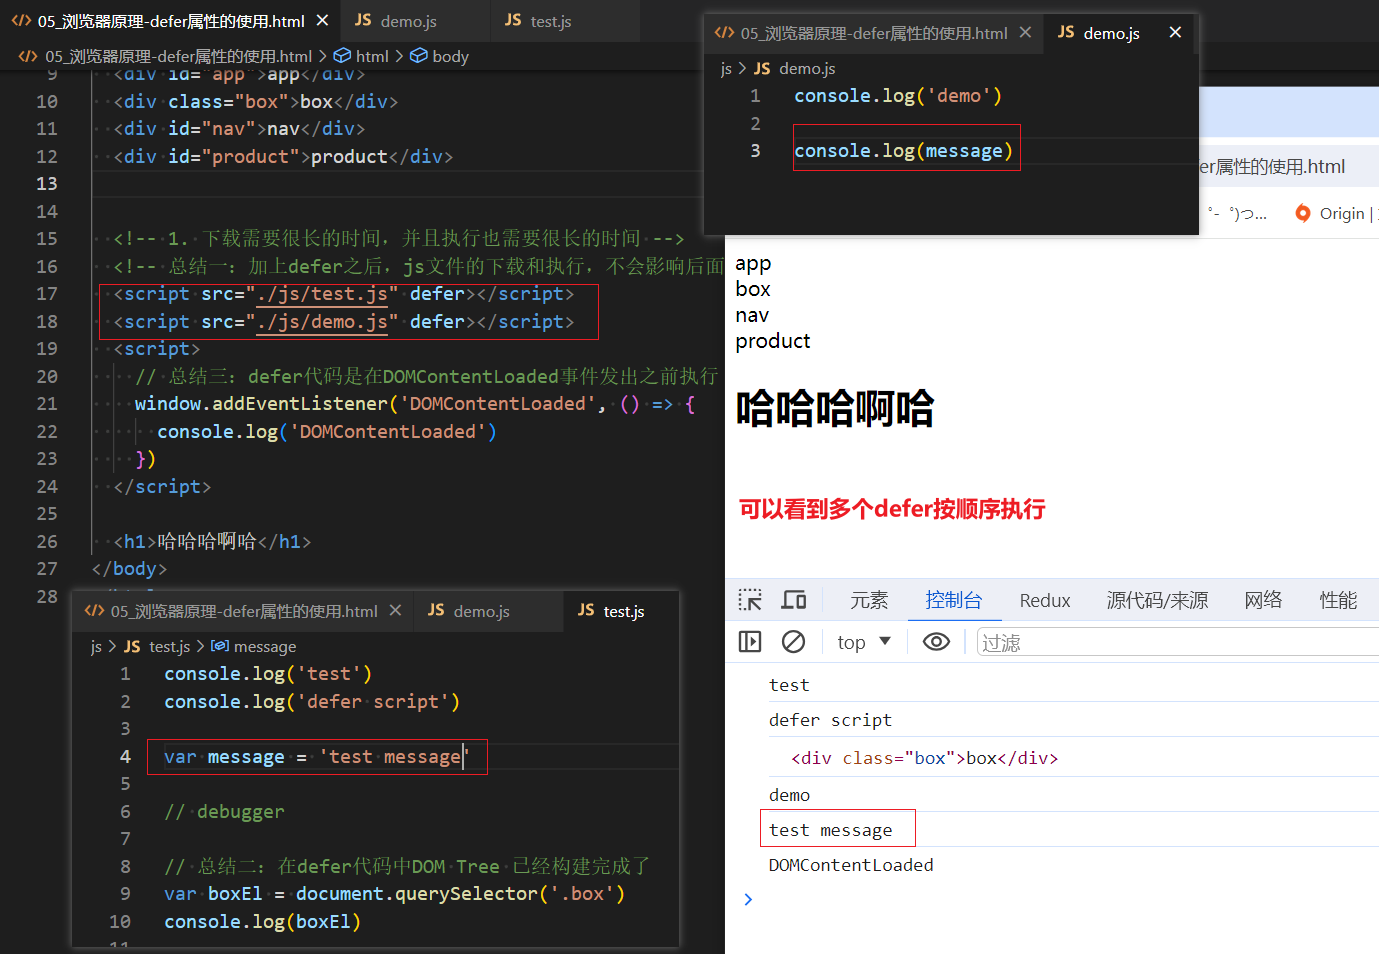 05_浏览器原理-defer属性的使用.html
demo.js
test.js
05_浏览器原理-defer属性的使用.html > html > body
9 <div id="app">app</div>
10 <div class="box">box</div>
11 <div id="nav">nav</div>
12 <div id="product">product</div>
13
14
15 <!-- 1. 下载需要很长的时间, 并且执行也需要很长的时间 -->
16 <!-- 总结一: 加上defer之后, js文件的下载和执行, 不会影响后面
17 <script src="./js/test.js" defer></script>
18 <script src="./js/demo.js" defer></script>
19 <script>
20 // 总结三: defer代码是在DOMContentLoaded事件发出之前执行
21 window.addEventListener('DOMContentLoaded', () => {
22 console.log('DOMContentLoaded')
23 })
24 </script>
25
26 <h1>哈哈哈啊哈</h1>
27 </body>
28
05_浏览器原理-defer属性的使用.html
demo.js
js > demo.js
1 console.log('demo')
2
3 console.log(message)
05_浏览器原理-defer属性的使用.html
demo.js
test.js
js > test.js > message
1 console.log('test')
2 console.log('defer script')
3
4 var message = 'test message'
5
6 // debugger
7
8 // 总结二: 在defer代码中DOM Tree 已经构建完成了
9 var boxEl = document.querySelector('.box')
10 console.log(boxEl)
11
er属性的使用.html
Origin
app
box
nav
product
哈哈哈啊哈
可以看到多个defer按顺序执行
元素 控制台 Redux 源代码/来源 网络 性能
top 过滤
test
defer script
<div class="box">box</div>
demo
test message
DOMContentLoaded